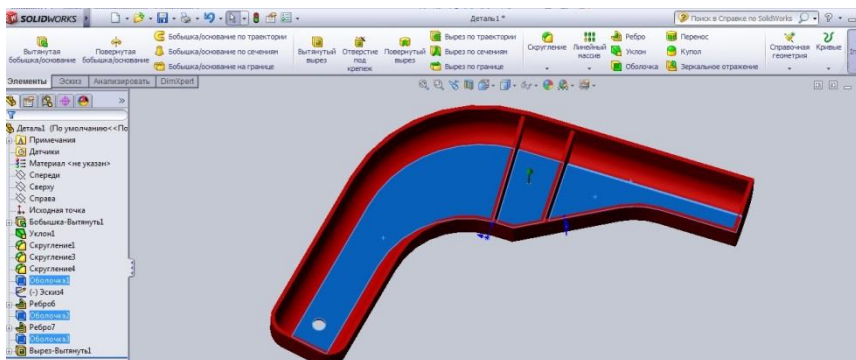 SOLIDWORKS
Деталь1 *
Поиск в Справке по SolidWorks
Вытянутая бобышка/основание
Повернутая бобышка/основание
Бобышка/основание по траектории
Бобышка/основание по сечениям
Бобышка/основание на границе
Вытянутый вырез
Отверстие под крепеж
Повернутый вырез
Вырез по траектории
Вырез по сечениям
Вырез по границе
Скругление
Линейный массив
Ребро
Уклон
Оболочка
Перенос
Купол
Зеркальное отражение
Справочная геометрия
Кривые
Элементы Эскиз Анализировать DimXpert
Деталь1 (По умолчанию<<По
Примечания
Датчики
Материал <не указан>
Спереди
Сверху
Справа
Исходная точка
Бобышка-Вытянуть1
Уклон1
Скругление1
Скругление3
Скругление4
Оболочка1
(-) Эскиз4
Ребро6
Оболочка2
Ребро7
Оболочка3
Вырез-Вытянуть1